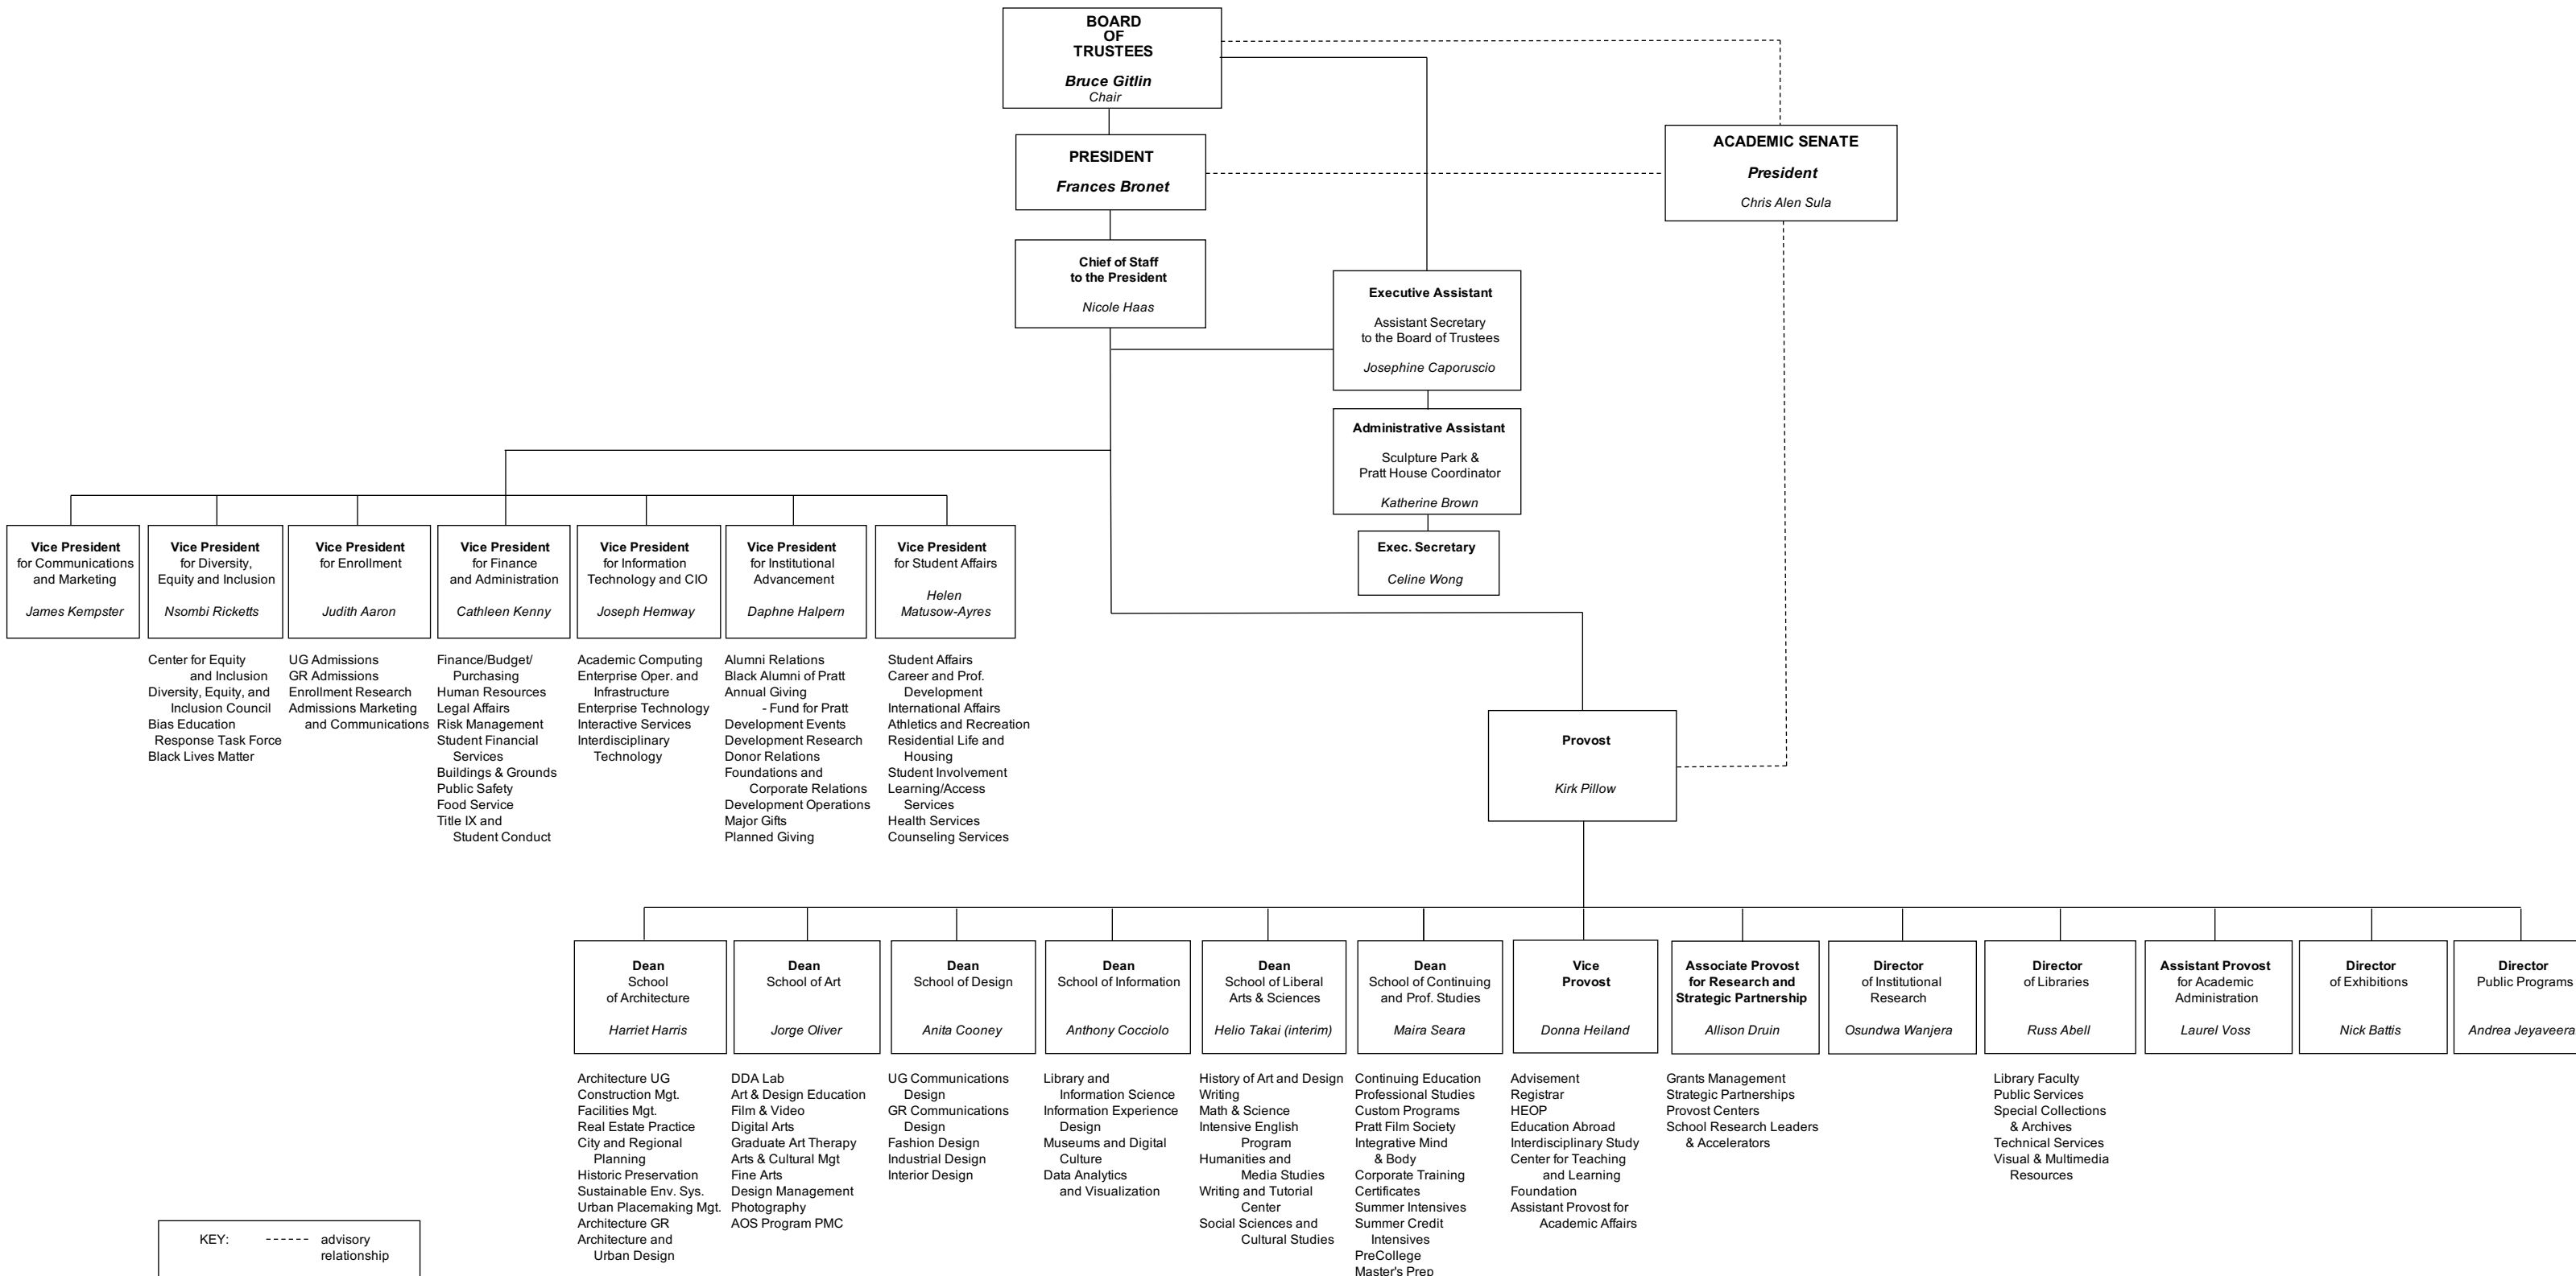 BOARD
OF
TRUSTEES
Bruce Gitlin
Chair
PRESIDENT
Frances Bronet
ACADEMIC SENATE
President
Chris Alen Sula
Chief of Staff
to the President
Nicole Haas
Executive Assistant
Assistant Secretary
to the Board of Trustees
Josephine Caporuscio
Administrative Assistant
Sculpture Park &
Pratt House Coordinator
Katherine Brown
Exec. Secretary
Celine Wong
Vice President
for Communications
and Marketing
James Kempster
Vice President
for Diversity,
Equity and Inclusion
Nsombi Ricketts
Vice President
for Enrollment
Judith Aaron
Vice President
for Finance
and Administration
Cathleen Kenny
Vice President
for Information
Technology and CIO
Joseph Hemway
Vice President
for Institutional
Advancement
Daphne Halpern
Vice President
for Student Affairs
Helen
Matusow-Ayres
Center for Equity
and Inclusion
Diversity, Equity, and
Inclusion Council
Bias Education
Response Task Force
Black Lives Matter
UG Admissions
GR Admissions
Enrollment Research
Admissions Marketing
and Communications
Finance/Budget/
Purchasing
Human Resources
Legal Affairs
Risk Management
Student Financial
Services
Buildings & Grounds
Public Safety
Food Service
Title IX and
Student Conduct
Academic Computing
Enterprise Oper. and
Infrastructure
Enterprise Technology
Interactive Services
Interdisciplinary
Technology
Alumni Relations
Black Alumni of Pratt
Annual Giving
- Fund for Pratt
Development Events
Development Research
Donor Relations
Foundations and
Corporate Relations
Development Operations
Major Gifts
Planned Giving
Student Affairs
Career and Prof.
Development
International Affairs
Athletics and Recreation
Residential Life and
Housing
Student Involvement
Learning/Access
Services
Health Services
Counseling Services
Provost
Kirk Pillow
Dean
School
of Architecture
Harriet Harris
Dean
School of Art
Jorge Oliver
Dean
School of Design
Anita Cooney
Dean
School of Information
Anthony Cocciolo
Dean
School of Liberal
Arts & Sciences
Helio Takai (interim)
Dean
School of Continuing
and Prof. Studies
Maira Seara
Vice
Provost
Donna Heiland
Associate Provost
for Research and
Strategic Partnership
Allison Druin
Director
of Institutional
Research
Osundwa Wanjera
Director
of Libraries
Russ Abell
Assistant Provost
for Academic
Administration
Laurel Voss
Director
of Exhibitions
Nick Battis
Director
Public Programs
Andrea Jeyaveera
Architecture UG
Construction Mgt.
Facilities Mgt.
Real Estate Practice
City and Regional
Planning
Historic Preservation
Sustainable Env. Sys.
Urban Placemaking Mgt.
Architecture GR
Architecture and
Urban Design
DDA Lab
Art & Design Education
Film & Video
Digital Arts
Graduate Art Therapy
Arts & Cultural Mgt
Fine Arts
Design Management
Photography
AOS Program PMC
UG Communications
Design
GR Communications
Design
Fashion Design
Industrial Design
Interior Design
Library and
Information Science
Information Experience
Design
Museums and Digital
Culture
Data Analytics
and Visualization
History of Art and Design
Writing
Math & Science
Intensive English
Program
Humanities and
Media Studies
Writing and Tutorial
Center
Social Sciences and
Cultural Studies
Continuing Education
Professional Studies
Custom Programs
Pratt Film Society
Integrative Mind
& Body
Corporate Training
Certificates
Summer Intensives
Summer Credit
Intensives
PreCollege
Master's Prep
Advisement
Registrar
HEOP
Education Abroad
Interdisciplinary Study
Center for Teaching
and Learning
Foundation
Assistant Provost for
Academic Affairs
Grants Management
Strategic Partnerships
Provost Centers
School Research Leaders
& Accelerators
Library Faculty
Public Services
Special Collections
& Archives
Technical Services
Visual & Multimedia
Resources
KEY: ------ advisory
relationship